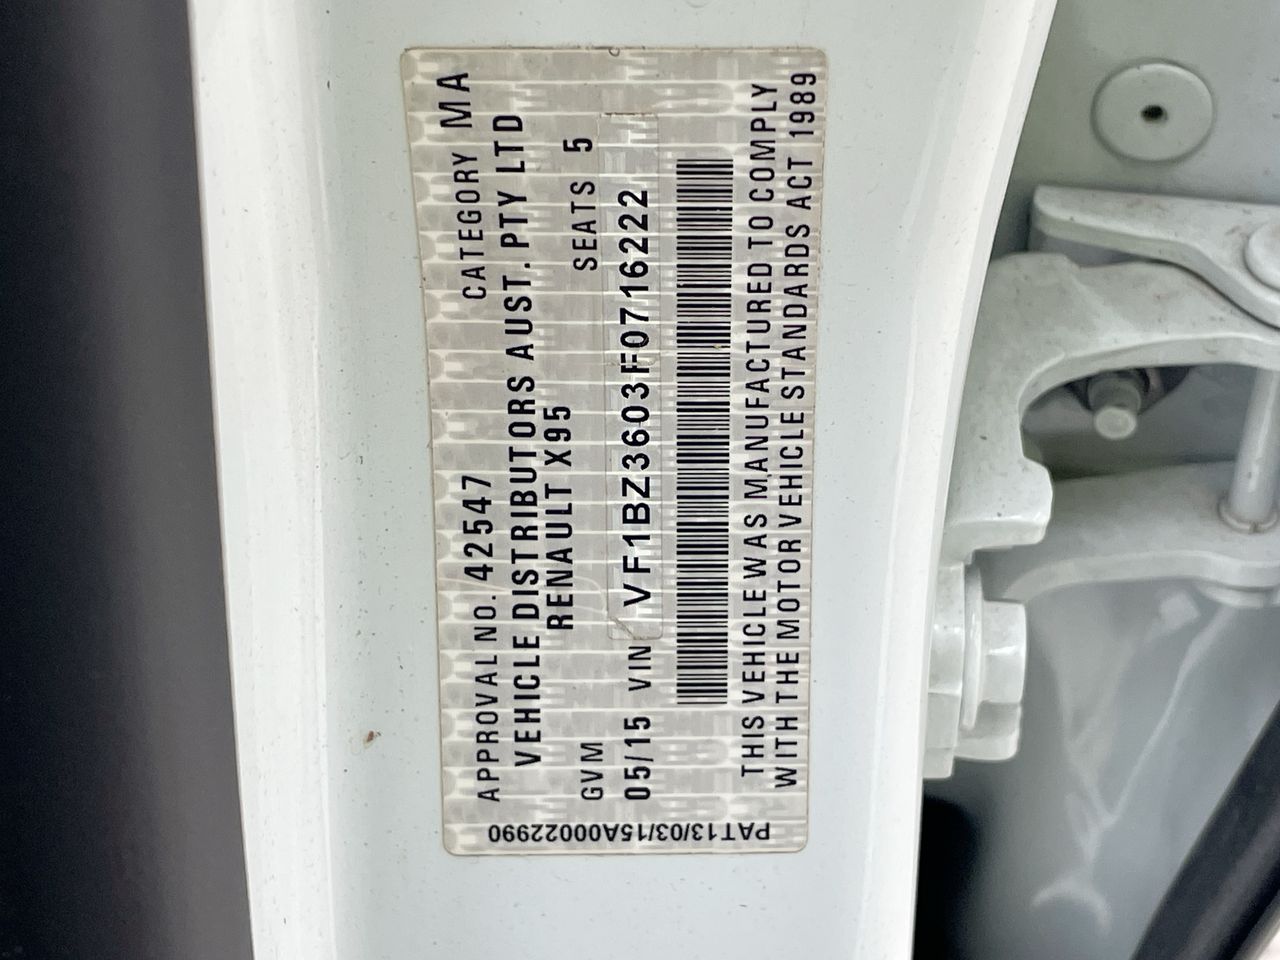 APPROVAL NO. 42547 CATEGORY MA
VEHICLE DISTRIBUTORS AUST. PTY LTD
RENAULT X95
GVM SEATS 5
05/15 VIN VF1BZ3603F0716222
THIS VEHICLE WAS MANUFACTURED TO COMPLY
WITH THE MOTOR VEHICLE STANDARDS ACT 1989
PAT13/03/15A00022990